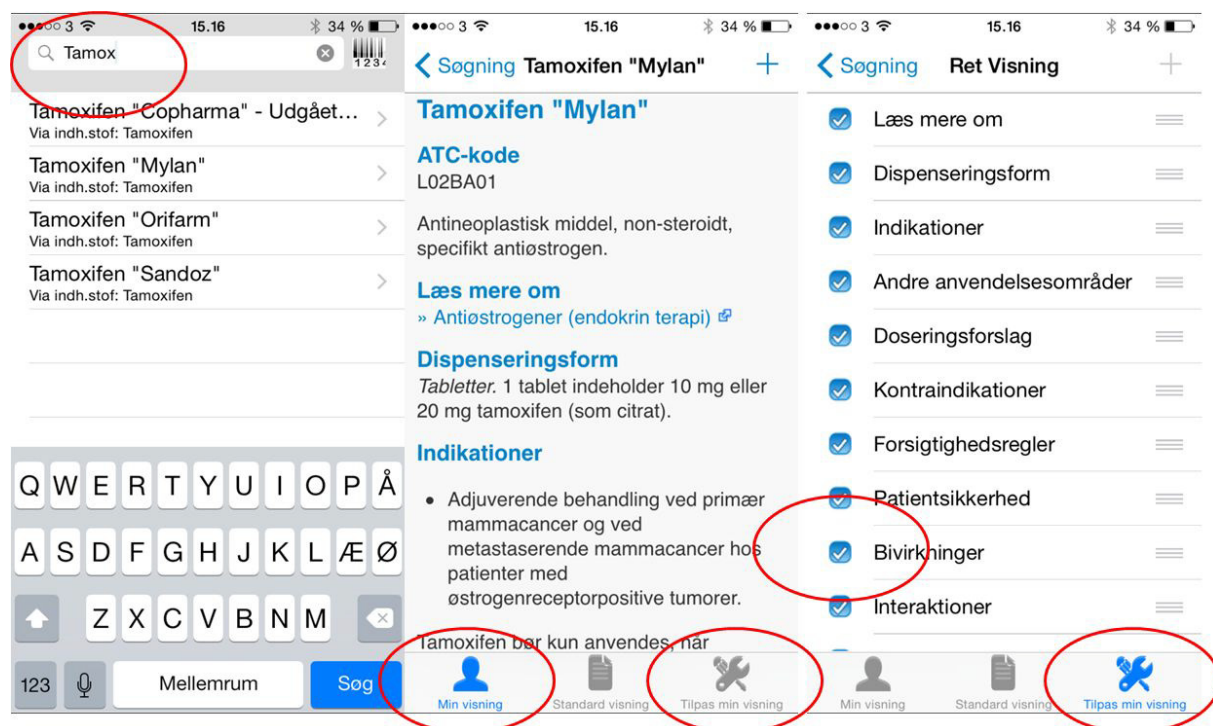 3 15.16 34 %
Tamox
1234
Tamoxifen "Copharma" - Udgået...
Via indh.stof: Tamoxifen
Tamoxifen "Mylan"
Via indh.stof: Tamoxifen
Tamoxifen "Orifarm"
Via indh.stof: Tamoxifen
Tamoxifen "Sandoz"
Via indh.stof: Tamoxifen
Q W E R T Y U I O P Å
A S D F G H J K L Æ Ø
Z X C V B N M
123 Mellemrum Søg
3 15.16 34 %
Søgning Tamoxifen "Mylan" +
Tamoxifen "Mylan"
ATC-kode
L02BA01
Antineoplastisk middel, non-steroidt,
specifikt antiøstrogen.
Læs mere om
» Antiøstrogener (endokrin terapi)
Dispenseringsform
Tabletter. 1 tablet indeholder 10 mg eller
20 mg tamoxifen (som citrat).
Indikationer
• Adjuverende behandling ved primær
mammacancer og ved
metastaserende mammacancer hos
patienter med
østrogenreceptorpositive tumorer.
Tamoxifen bør kun anvendes, når
Min visning Standard visning Tilpas min visning
3 15.16 34 %
Søgning Ret Visning +
Læs mere om
Dispenseringsform
Indikationer
Andre anvendelsesområder
Doseringsforslag
Kontraindikationer
Forsigtighedsregler
Patientsikkerhed
Bivirkninger
Interaktioner
Min visning Standard visning Tilpas min visning